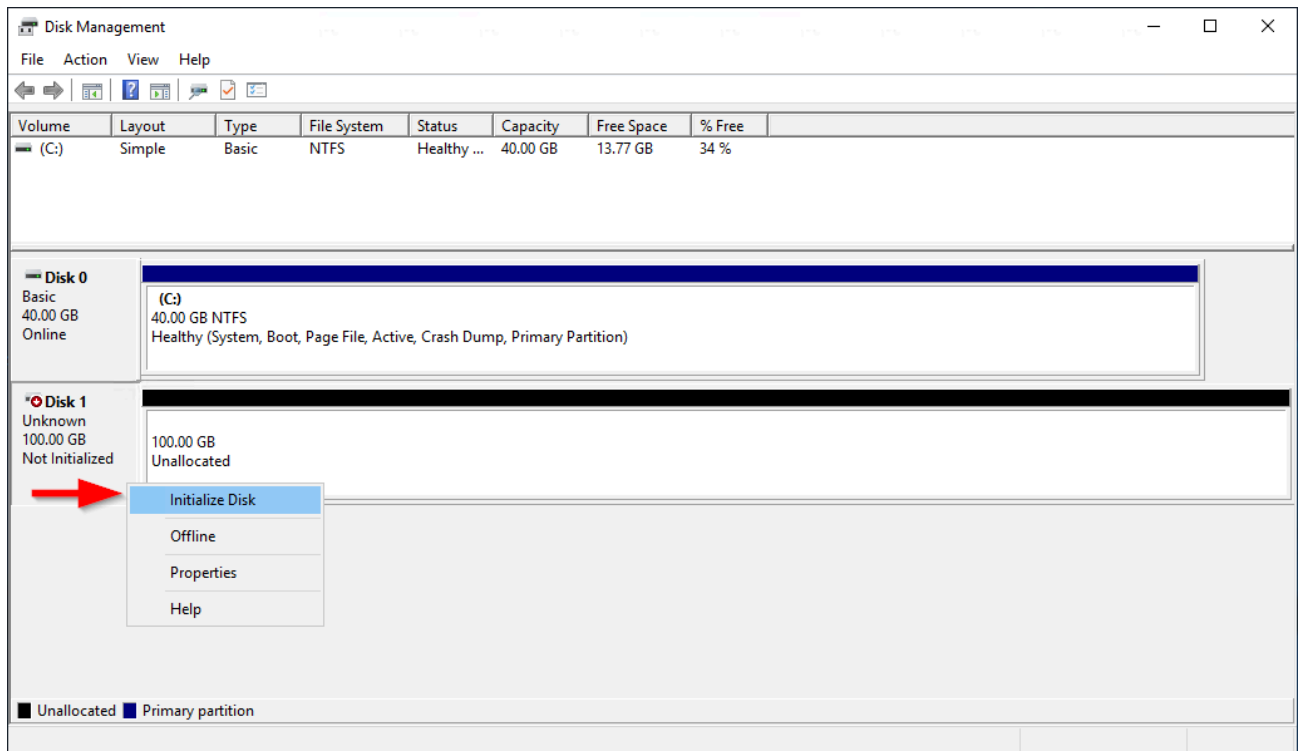 Disk Management
File Action View Help
Volume Layout Type File System Status Capacity Free Space % Free
(C:) Simple Basic NTFS Healthy ... 40.00 GB 13.77 GB 34 %
Disk 0
Basic
40.00 GB
Online
(C:)
40.00 GB NTFS
Healthy (System, Boot, Page File, Active, Crash Dump, Primary Partition)
Disk 1
Unknown
100.00 GB
Not Initialized
100.00 GB
Unallocated
Initialize Disk
Offline
Properties
Help
Unallocated Primary partition